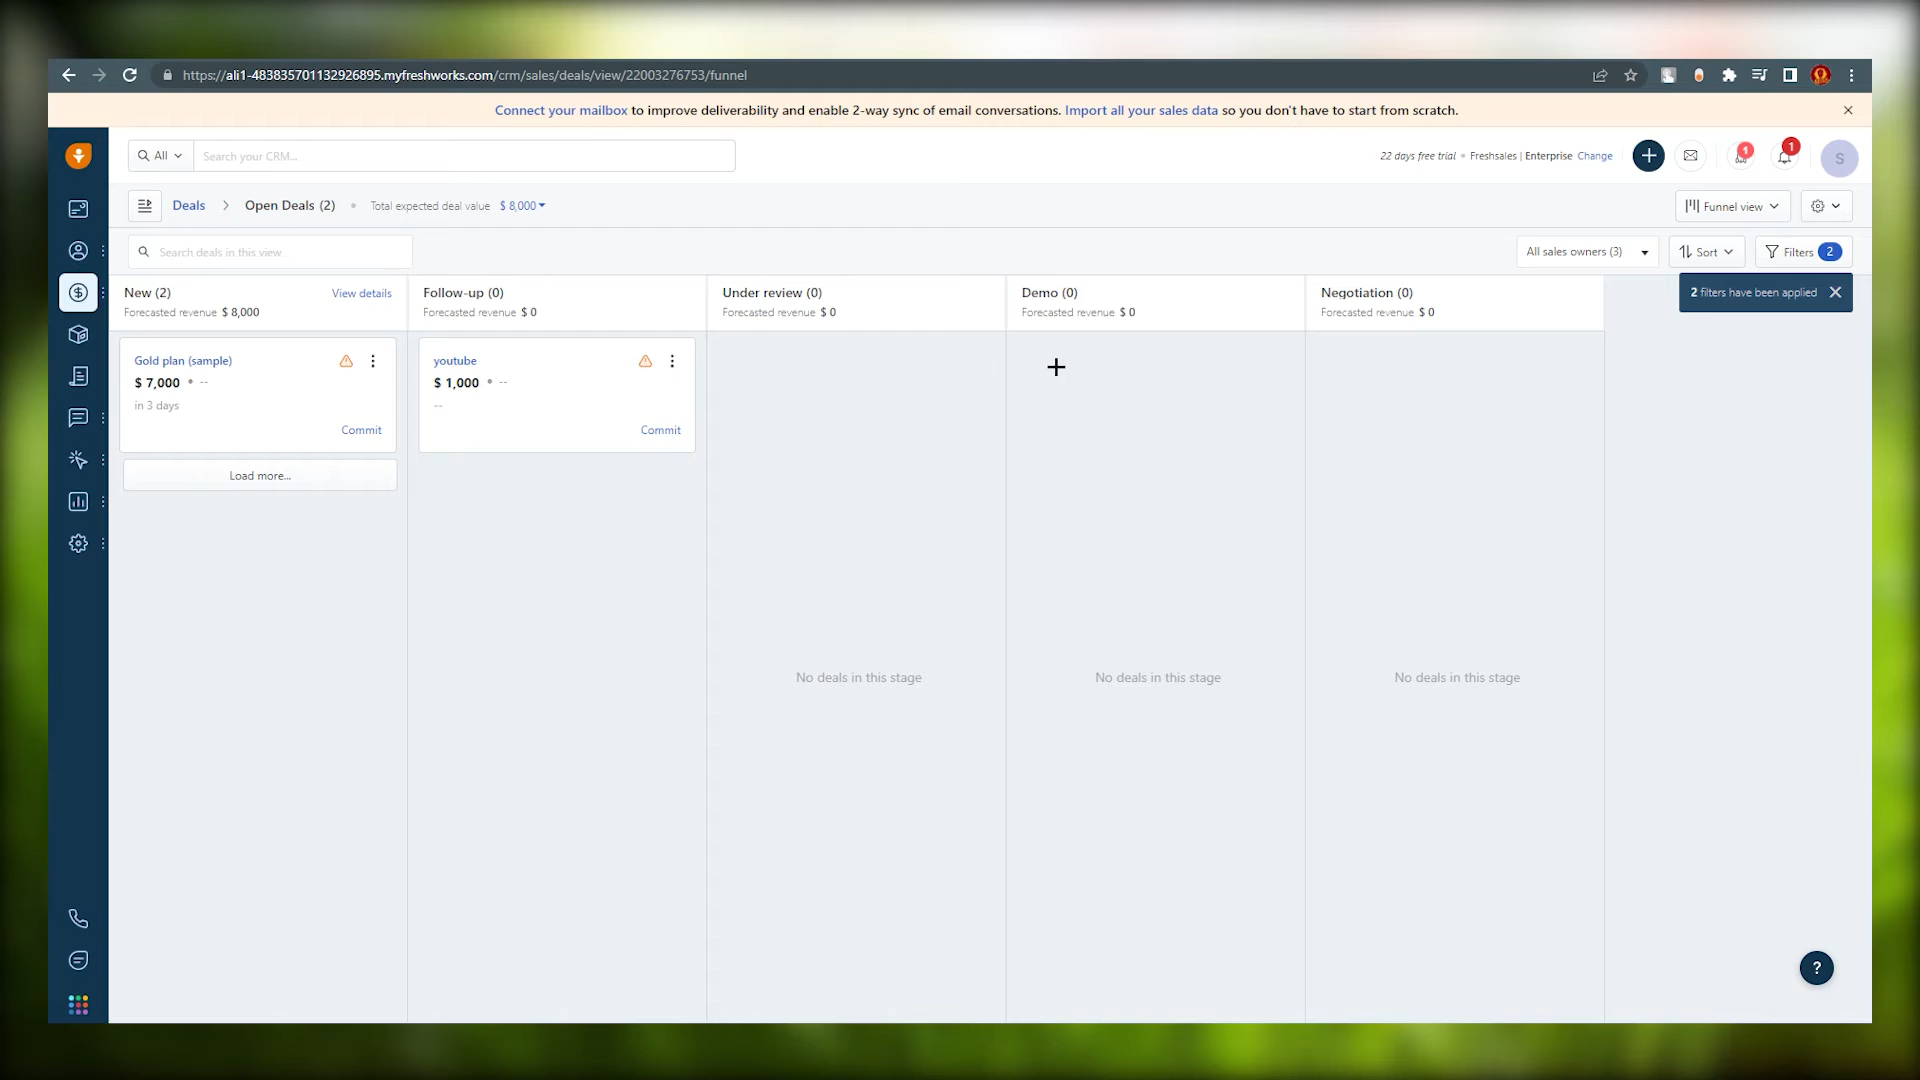 https://ali1-483835701132926895.myfreshworks.com/crm/sales/deals/view/22003276753/funnel
Connect your mailbox to improve deliverability and enable 2-way sync of email conversations. Import all your sales data so you don't have to start from scratch.
All
Search your CRM...
22 days free trial • Freshsales | Enterprise Change
1
1
S
Deals > Open Deals (2) • Total expected deal value $ 8,000
Funnel view
Search deals in this view
All sales owners (3)
Sort
Filters 2
2 filters have been applied
New (2)
View details
Forecasted revenue $ 8,000
Follow-up (0)
Forecasted revenue $ 0
Under review (0)
Forecasted revenue $ 0
Demo (0)
Forecasted revenue $ 0
Negotiation (0)
Forecasted revenue $ 0
Gold plan (sample)
$ 7,000 • --
in 3 days
Commit
Load more...
youtube
$ 1,000 • --
--
Commit
No deals in this stage
No deals in this stage
No deals in this stage
?